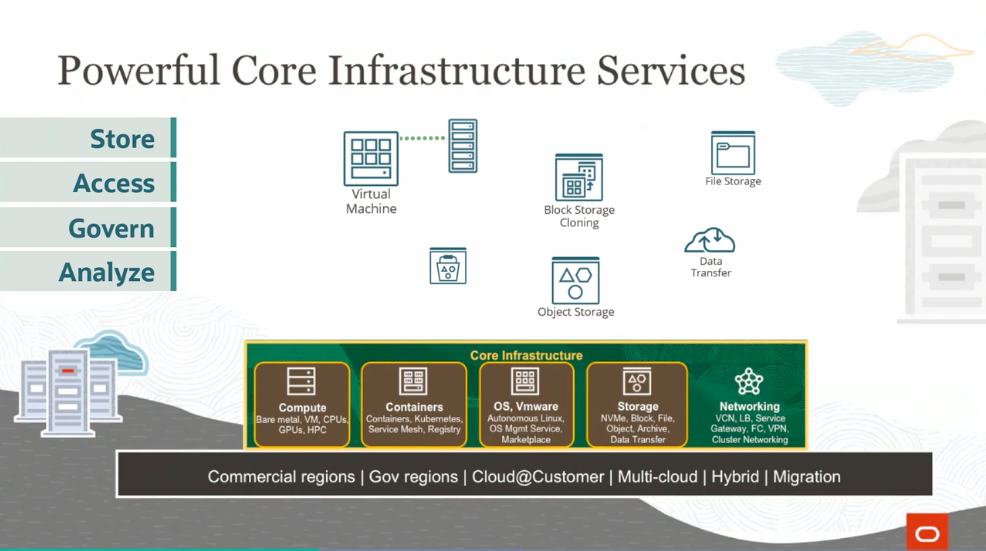 Powerful Core Infrastructure Services
Store
Access
Govern
Analyze
Virtual
Machine
Block Storage
Cloning
File Storage
Data
Transfer
Object Storage
Core Infrastructure
Compute
Bare metal, VM, CPUs,
GPUs, HPC
Containers
Containers, Kubernetes,
Service Mesh, Registry
OS, Vmware
Autonomous Linux,
OS Mgmt Service,
Marketplace
Storage
NVMe, Block, File,
Object, Archive,
Data Transfer
Networking
VCN, LB, Service
Gateway, FC, VPN,
Cluster Networking
Commercial regions | Gov regions | Cloud@Customer | Multi-cloud | Hybrid | Migration